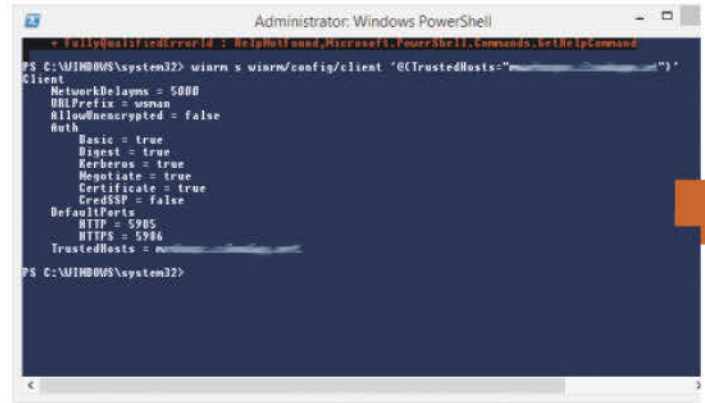 Administrator: Windows PowerShell
+ FullyQualifiedErrorId : HelpNotFound,Microsoft.PowerShell.Commands.GetHelpCommand
PS C:\WINDOWS\system32> winrm s winrm/config/client '@{TrustedHosts="
"}'
Client
NetworkDelayms = 5000
URLPrefix = wsman
AllowUnencrypted = false
Auth
Basic = true
Digest = true
Kerberos = true
Negotiate = true
Certificate = true
CredSSP = false
DefaultPorts
HTTP = 5985
HTTPS = 5986
TrustedHosts =
PS C:\WINDOWS\system32>